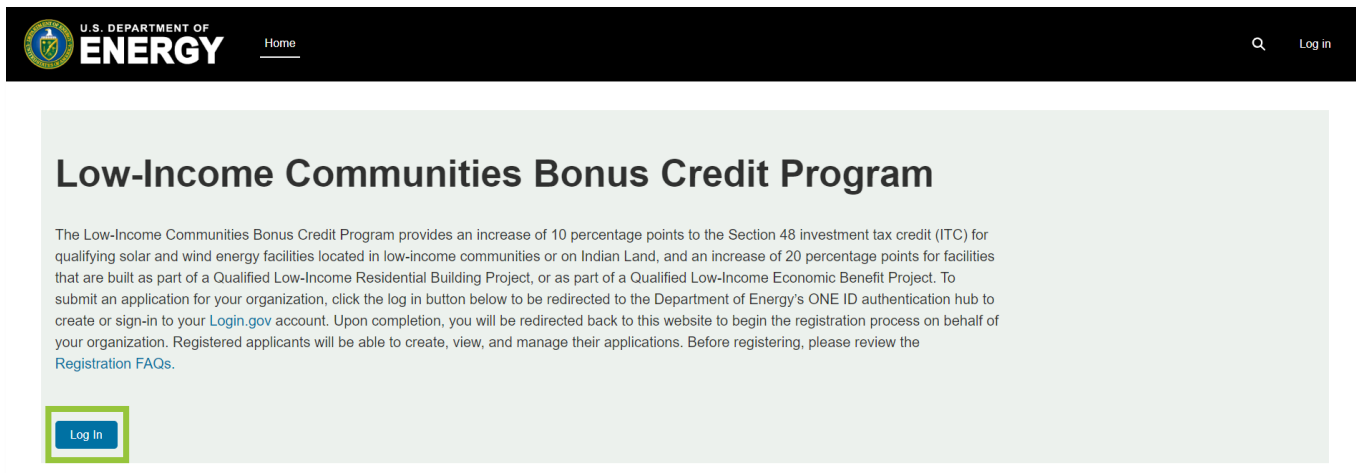 U.S. DEPARTMENT OF
ENERGY
Home
Log in
Low-Income Communities Bonus Credit Program
The Low-Income Communities Bonus Credit Program provides an increase of 10 percentage points to the Section 48 investment tax credit (ITC) for
qualifying solar and wind energy facilities located in low-income communities or on Indian Land, and an increase of 20 percentage points for facilities
that are built as part of a Qualified Low-Income Residential Building Project, or as part of a Qualified Low-Income Economic Benefit Project. To
submit an application for your organization, click the log in button below to be redirected to the Department of Energy's ONE ID authentication hub to
create or sign-in to your Login.gov account. Upon completion, you will be redirected back to this website to begin the registration process on behalf of
your organization. Registered applicants will be able to create, view, and manage their applications. Before registering, please review the
Registration FAQs.
Log In